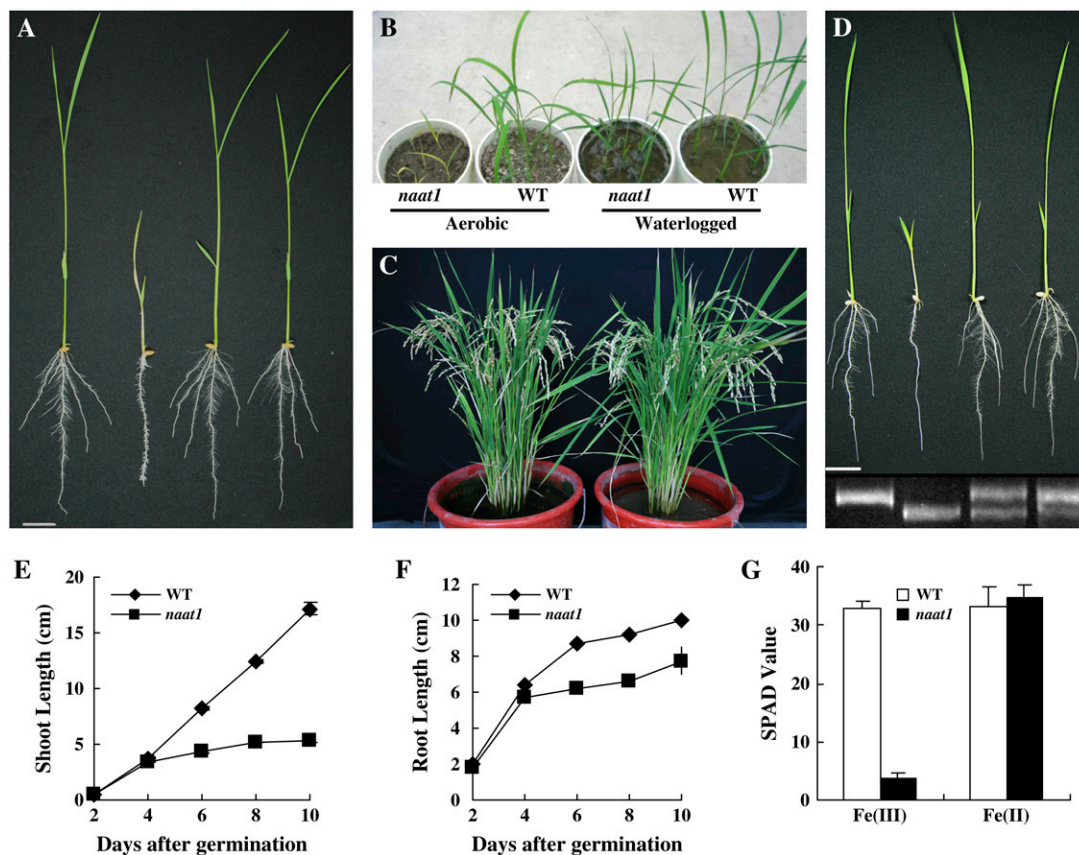 A
B
naat1 WT naat1 WT
Aerobic Waterlogged
C
D
E
WT
naat1
Shoot Length (cm)
20
15
10
5
0
2 4 6 8 10
Days after germination
F
WT
naat1
Root Length (cm)
12
10
8
6
4
2
0
2 4 6 8 10
Days after germination
G
WT
naat1
SPAD Value
40
30
20
10
0
Fe(III) Fe(II)